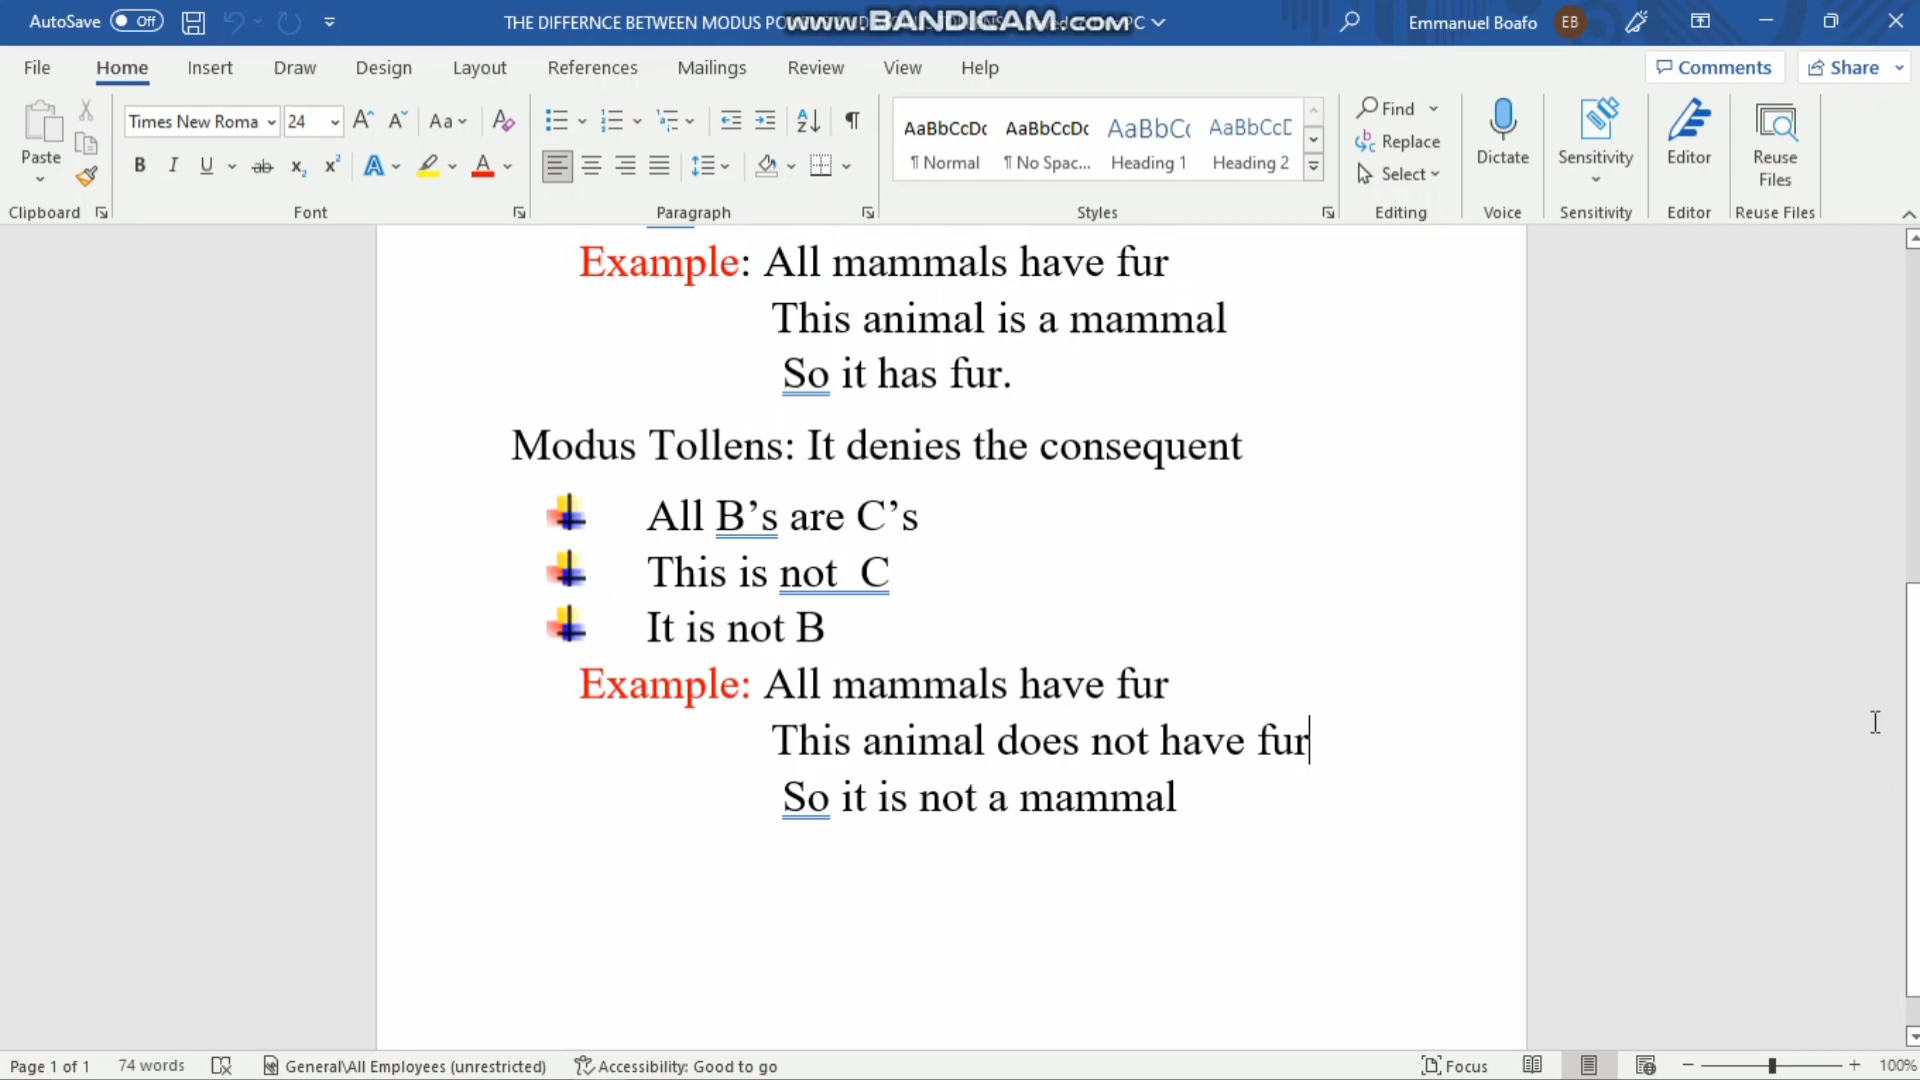 AutoSave Off THE DIFFERNCE BETWEEN MODUS PO www.BANDICAM.com PC Emmanuel Boafo EB
File Home Insert Draw Design Layout References Mailings Review View Help Comments Share
Times New Roma 24 A A Aa A ¶ AaBbCcDc AaBbCcDc AaBbCc AaBbCcD Find
Paste B I U ab x₂ x² A A ¶ Normal ¶ No Spac... Heading 1 Heading 2 Replace Dictate Sensitivity Editor Reuse
Select Files
Clipboard Font Paragraph Styles Editing Voice Sensitivity Editor Reuse Files
Example: All mammals have fur
This animal is a mammal
So it has fur.
Modus Tollens: It denies the consequent
All B’s are C’s
This is not  C
It is not B
Example: All mammals have fur
This animal does not have fur
So it is not a mammal
Page 1 of 1 74 words General\All Employees (unrestricted) Accessibility: Good to go Focus 100%